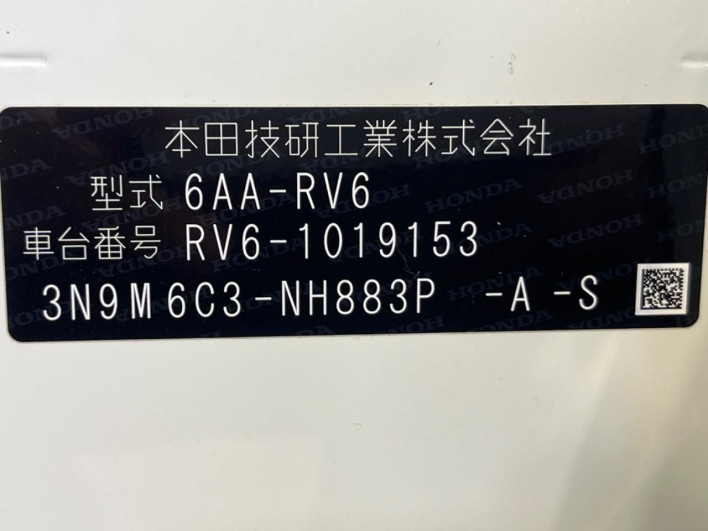 本田技研工業株式会社
型式 6AA-RV6
車台番号 RV6-1019153
3N9M6C3-NH883P -A -S